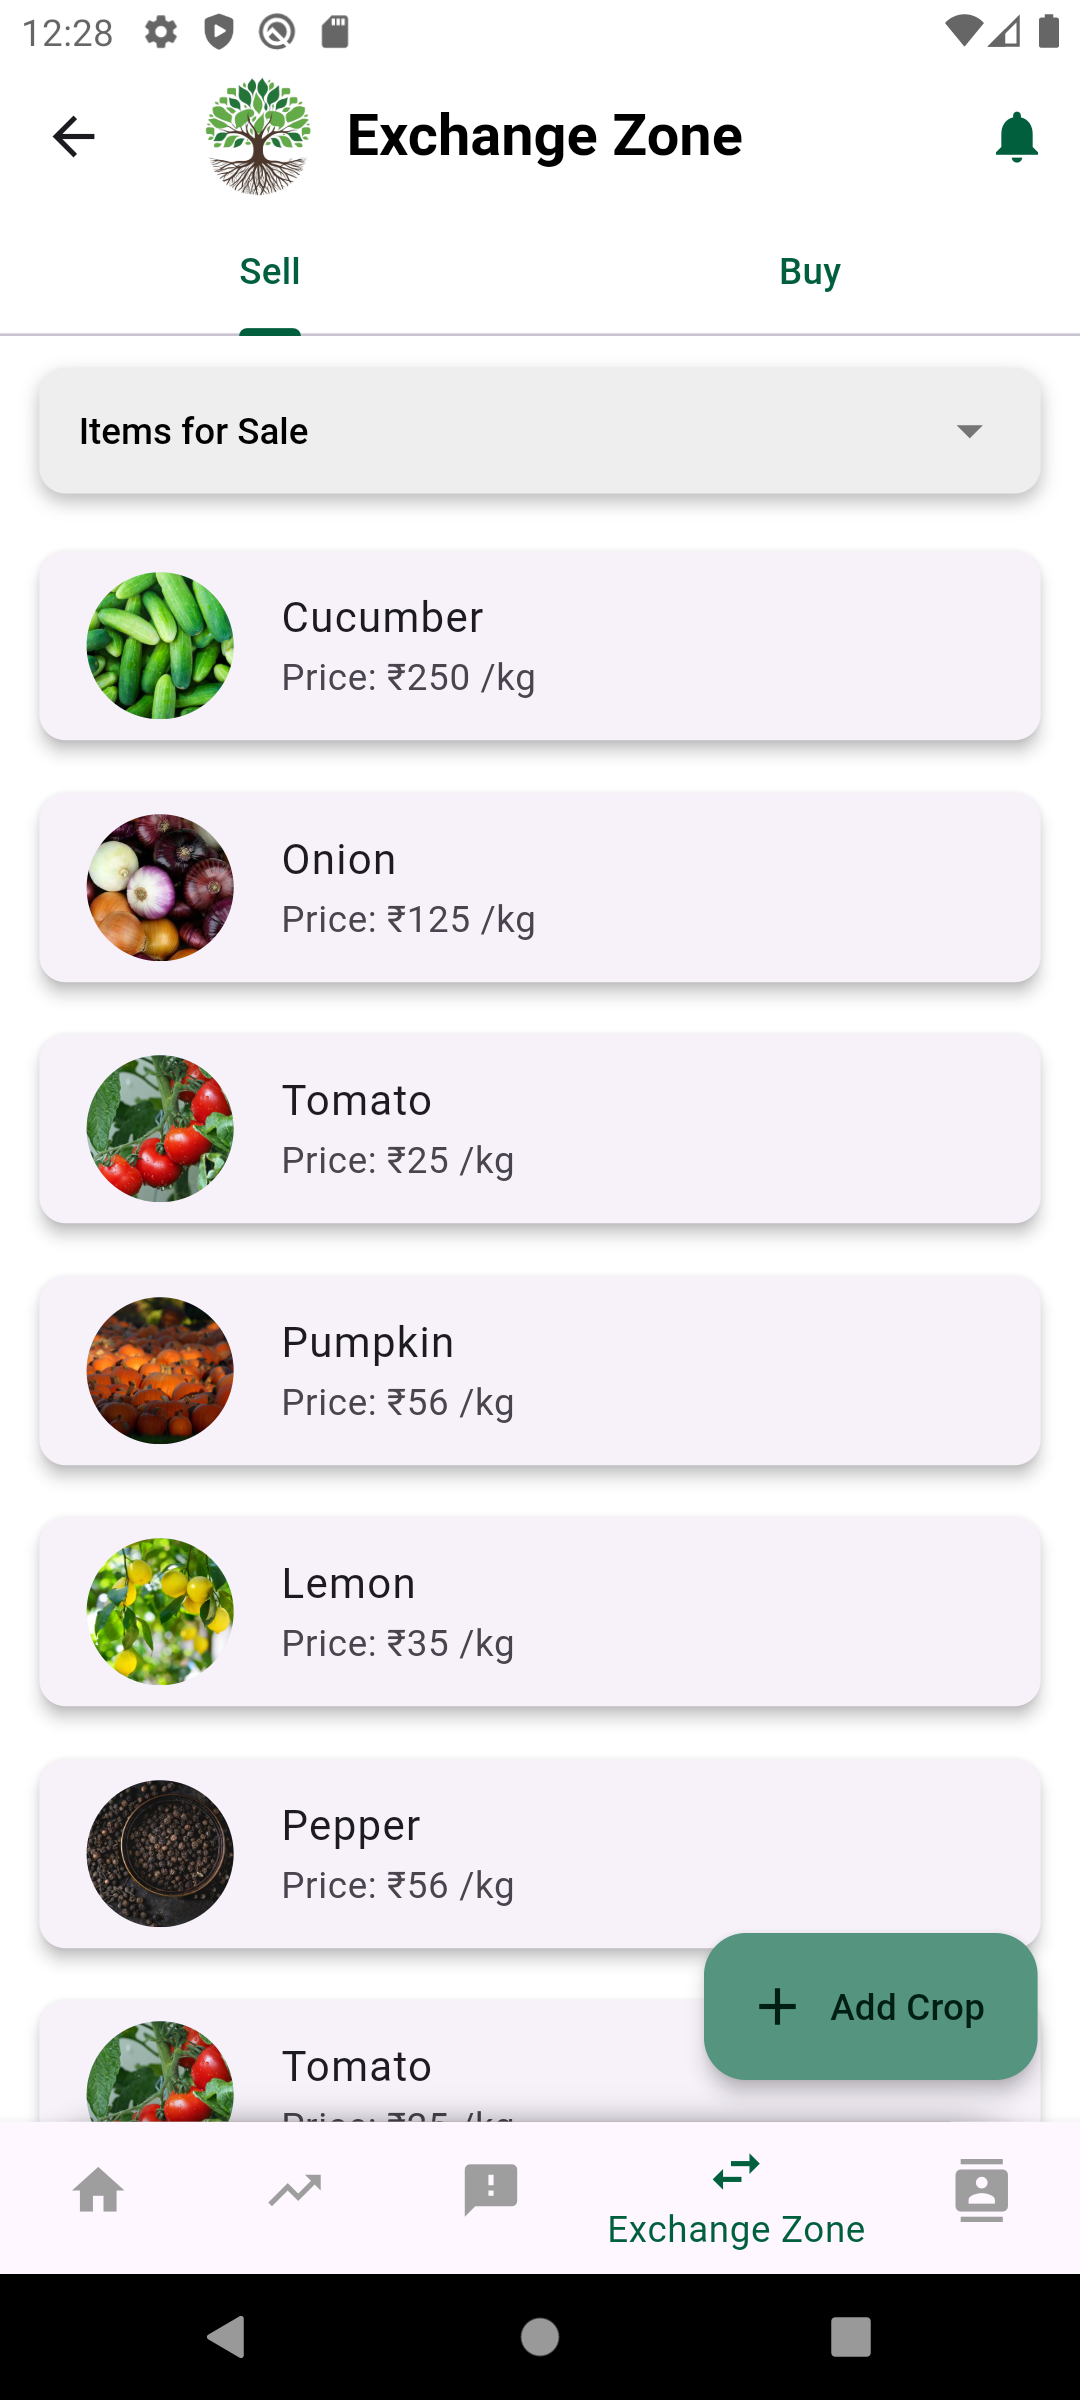 12:28
Exchange Zone
Sell
Buy
Items for Sale
Cucumber
Price: ₹250 /kg
Onion
Price: ₹125 /kg
Tomato
Price: ₹25 /kg
Pumpkin
Price: ₹56 /kg
Lemon
Price: ₹35 /kg
Pepper
Price: ₹56 /kg
Add Crop
Tomato
Exchange Zone